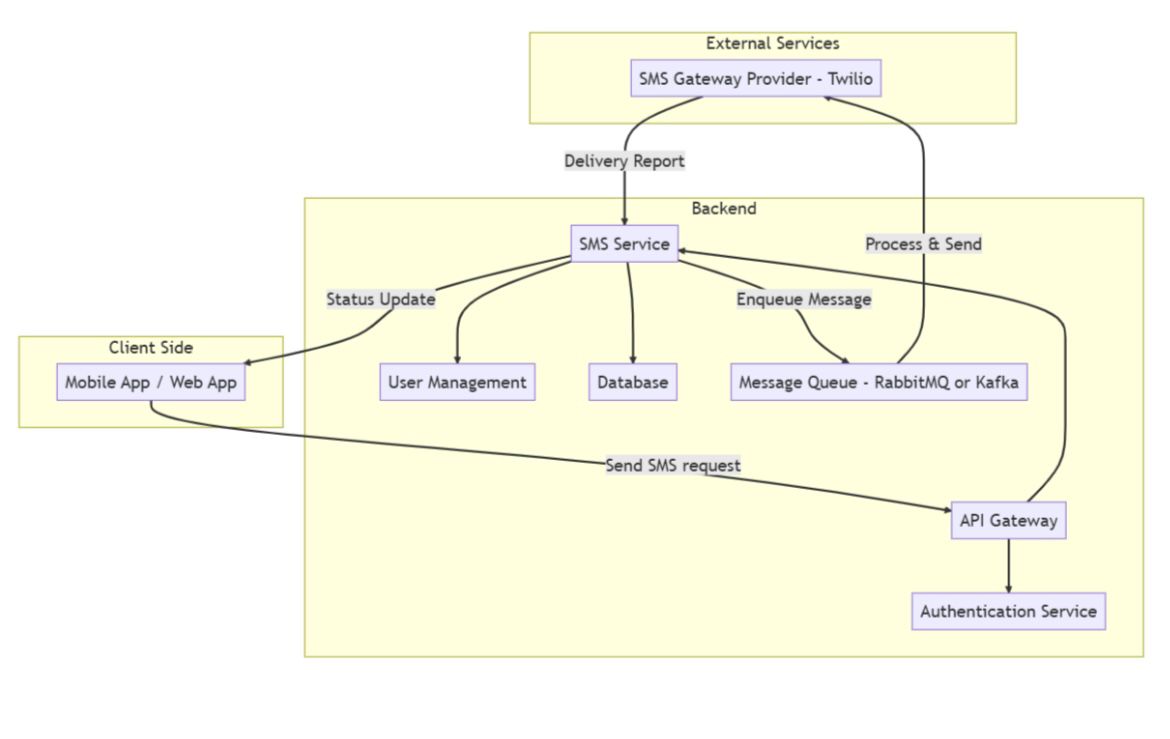 External Services
SMS Gateway Provider - Twilio
Delivery Report
Backend
SMS Service
Process & Send
Status Update
Enqueue Message
Client Side
Mobile App / Web App
User Management
Database
Message Queue - RabbitMQ or Kafka
Send SMS request
API Gateway
Authentication Service